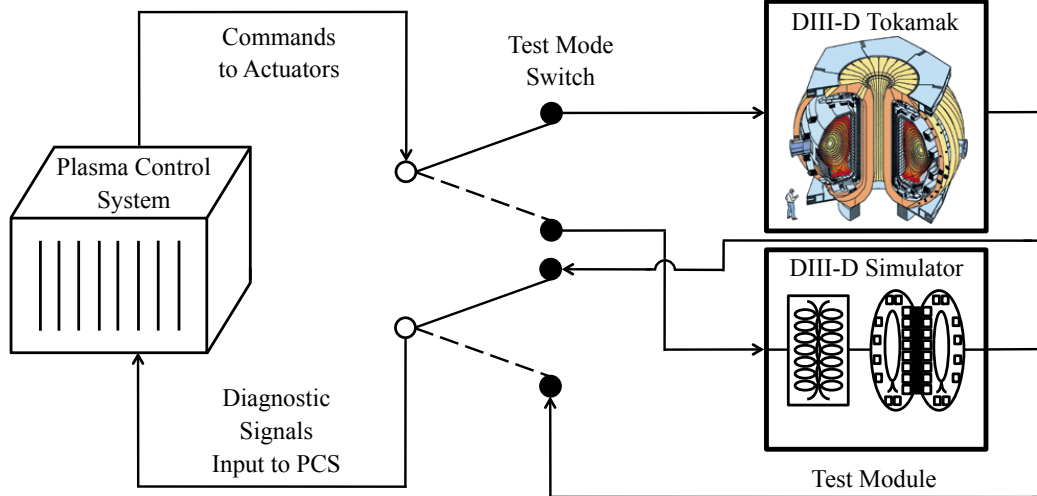 Commands
to Actuators
Test Mode
Switch
DIII-D Tokamak
Plasma Control
System
DIII-D Simulator
Diagnostic
Signals
Input to PCS
Test Module